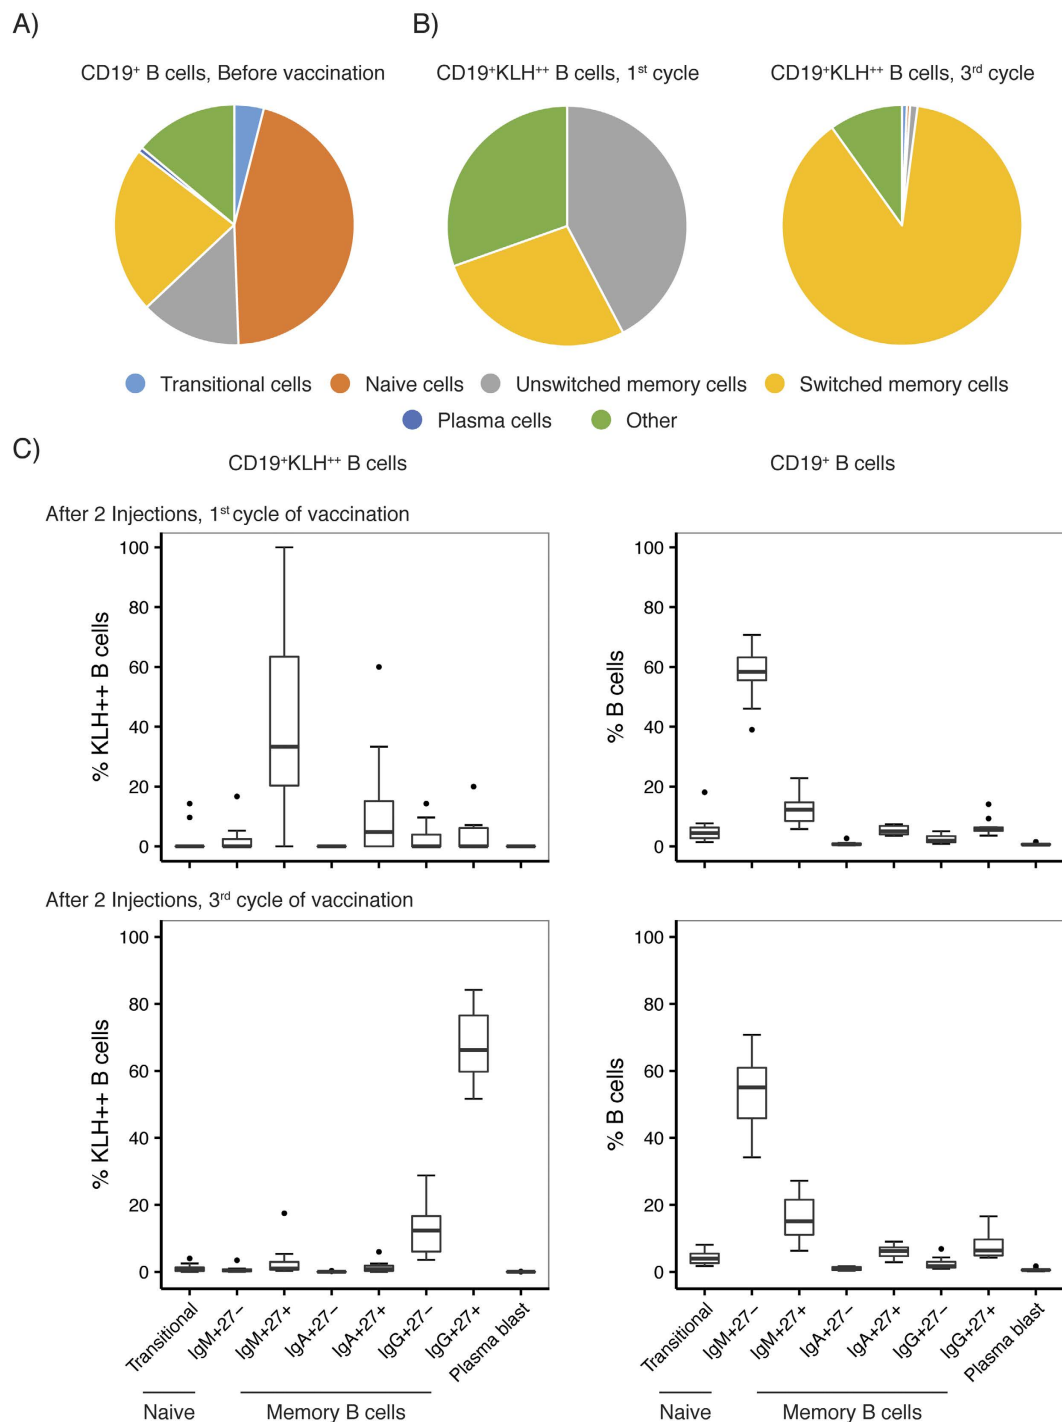 A)
B)
CD19⁺ B cells, Before vaccination
CD19⁺KLH⁺⁺ B cells, 1ˢᵗ cycle
CD19⁺KLH⁺⁺ B cells, 3ʳᵈ cycle
Transitional cells
Naive cells
Unswitched memory cells
Switched memory cells
Plasma cells
Other
C)
CD19⁺KLH⁺⁺ B cells
CD19⁺ B cells
After 2 Injections, 1ˢᵗ cycle of vaccination
% KLH++ B cells
100
80
60
40
20
0
% B cells
100
80
60
40
20
0
After 2 Injections, 3ʳᵈ cycle of vaccination
% KLH++ B cells
100
80
60
40
20
0
Transitional
IgM+27−
IgM+27+
IgA+27−
IgA+27+
IgG+27−
IgG+27+
Plasma blast
Naive
Memory B cells
% B cells
100
80
60
40
20
0
Transitional
IgM+27−
IgM+27+
IgA+27−
IgA+27+
IgG+27−
IgG+27+
Plasma blast
Naive
Memory B cells